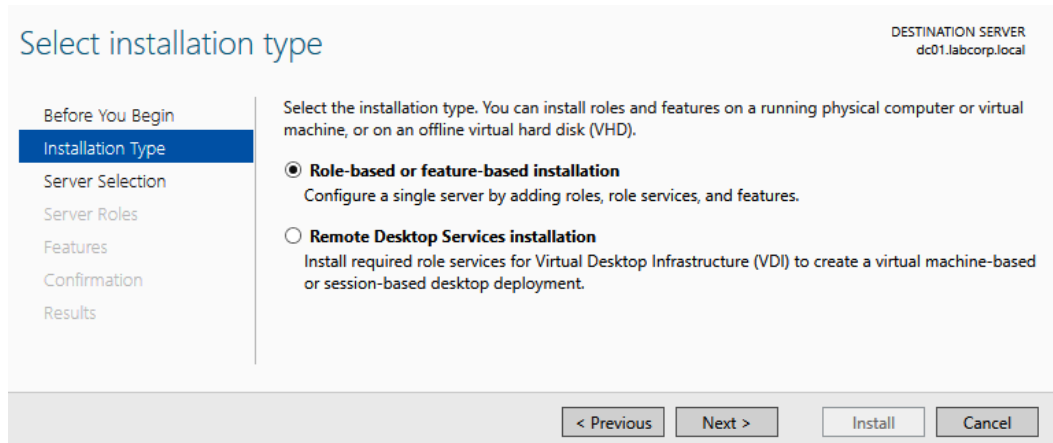 Select installation type
DESTINATION SERVER
dc01.labcorp.local
Before You Begin
Installation Type
Server Selection
Server Roles
Features
Confirmation
Results
Select the installation type. You can install roles and features on a running physical computer or virtual
machine, or on an offline virtual hard disk (VHD).
Role-based or feature-based installation
Configure a single server by adding roles, role services, and features.
Remote Desktop Services installation
Install required role services for Virtual Desktop Infrastructure (VDI) to create a virtual machine-based
or session-based desktop deployment.
< Previous
Next >
Install
Cancel